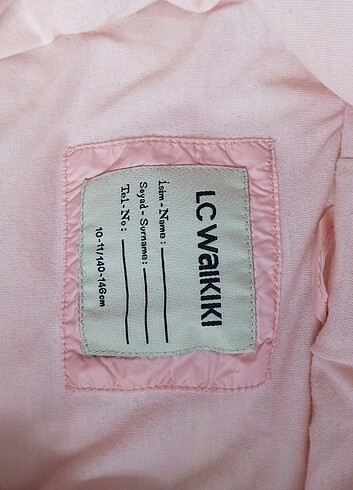 LC WAIKIKI
İsim-Name:
Soyad-Surname:
Tel-No:
10-11/140-146cm